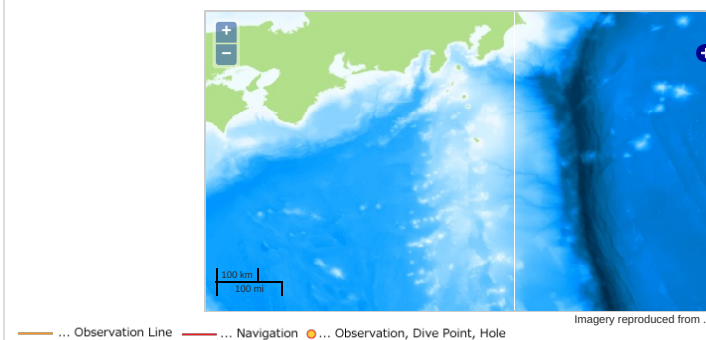 +
−
100 km
100 mi
Imagery reproduced from .
... Observation Line ... Navigation ... Observation, Dive Point, Hole